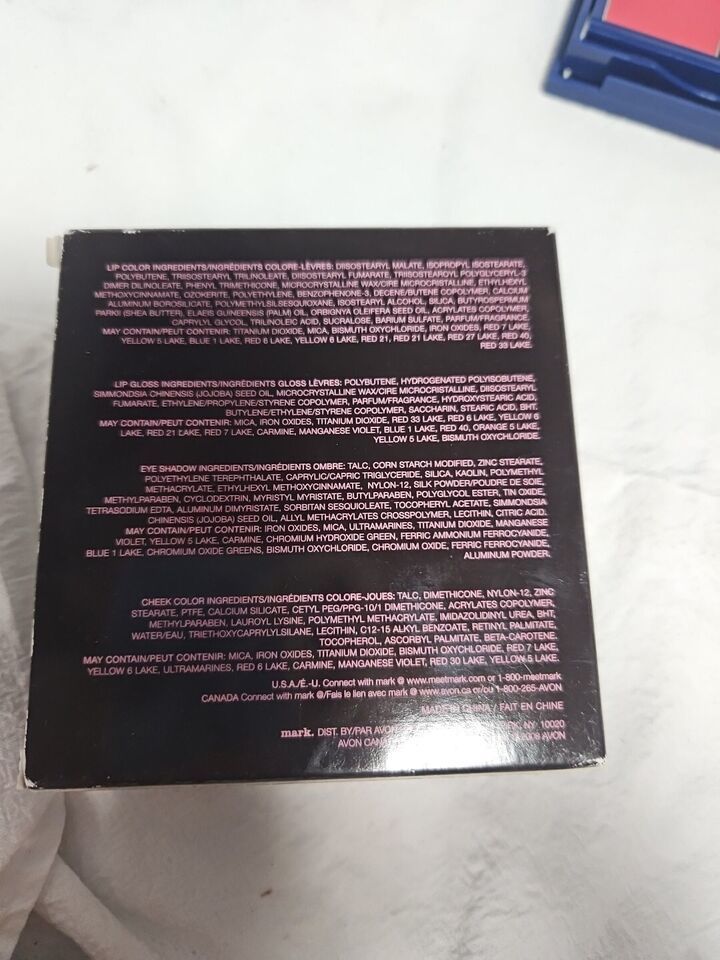 LIP COLOR INGREDIENTS/INGRÉDIENTS COLORE-LÈVRES: DIISOSTEARYL MALATE, ISOPROPYL ISOSTEARATE,
POLYBUTENE, TRIISOSTEARYL TRILINOLEATE, DIISOSTEARYL FUMARATE, TRIISOSTEAROYL POLYGLYCERYL-3
DIMER DILINOLEATE, PHENYL TRIMETHICONE, MICROCRYSTALLINE WAX/CIRE MICROCRISTALLINE, ETHYLHEXYL
METHOXYCINNAMATE, OZOKERITE, POLYETHYLENE, BENZOPHENONE-3, DECENE/BUTENE COPOLYMER, CALCIUM
ALUMINUM BOROSILICATE, POLYMETHYLSILSESQUIOXANE, ISOSTEARYL ALCOHOL, SILICA, BUTYROSPERMUM
PARKII (SHEA BUTTER), ELAEIS GUINEENSIS (PALM) OIL, ORBIGNYA OLEIFERA SEED OIL, ACRYLATES COPOLYMER,
CAPRYLYL GLYCOL, TRILINOLEIC ACID, SUCRALOSE, BARIUM SULFATE, PARFUM/FRAGRANCE.
MAY CONTAIN/PEUT CONTENIR: TITANIUM DIOXIDE, MICA, BISMUTH OXYCHLORIDE, IRON OXIDES, RED 7 LAKE,
YELLOW 5 LAKE, BLUE 1 LAKE, RED 6 LAKE, YELLOW 6 LAKE, RED 21, RED 21 LAKE, RED 27 LAKE, RED 40,
RED 33 LAKE.
LIP GLOSS INGREDIENTS/INGRÉDIENTS GLOSS LÈVRES: POLYBUTENE, HYDROGENATED POLYISOBUTENE,
SIMMONDSIA CHINENSIS (JOJOBA) SEED OIL, MICROCRYSTALLINE WAX/CIRE MICROCRISTALLINE, DIISOSTEARYL
FUMARATE, ETHYLENE/PROPYLENE/STYRENE COPOLYMER, PARFUM/FRAGRANCE, HYDROXYSTEARIC ACID,
BUTYLENE/ETHYLENE/STYRENE COPOLYMER, SACCHARIN, STEARIC ACID, BHT.
MAY CONTAIN/PEUT CONTENIR: MICA, IRON OXIDES, TITANIUM DIOXIDE, RED 33 LAKE, RED 6 LAKE, YELLOW 6
LAKE, RED 21 LAKE, RED 7 LAKE, CARMINE, MANGANESE VIOLET, BLUE 1 LAKE, RED 40, ORANGE 5 LAKE,
YELLOW 5 LAKE, BISMUTH OXYCHLORIDE.
EYE SHADOW INGREDIENTS/INGRÉDIENTS OMBRE: TALC, CORN STARCH MODIFIED, ZINC STEARATE,
POLYETHYLENE TEREPHTHALATE, CAPRYLIC/CAPRIC TRIGLYCERIDE, SILICA, KAOLIN, POLYMETHYL
METHACRYLATE, ETHYLHEXYL METHOXYCINNAMATE, NYLON-12, SILK POWDER/POUDRE DE SOIE,
METHYLPARABEN, CYCLODEXTRIN, MYRISTYL MYRISTATE, BUTYLPARABEN, POLYGLYCOL ESTER, TIN OXIDE,
TETRASODIUM EDTA, ALUMINUM DIMYRISTATE, SORBITAN SESQUIOLEATE, TOCOPHERYL ACETATE, SIMMONDSIA
CHINENSIS (JOJOBA) SEED OIL, ALLYL METHACRYLATES CROSSPOLYMER, LECITHIN, CITRIC ACID.
MAY CONTAIN/PEUT CONTENIR: IRON OXIDES, MICA, ULTRAMARINES, TITANIUM DIOXIDE, MANGANESE
VIOLET, YELLOW 5 LAKE, CARMINE, CHROMIUM HYDROXIDE GREEN, FERRIC AMMONIUM FERROCYANIDE,
BLUE 1 LAKE, CHROMIUM OXIDE GREENS, BISMUTH OXYCHLORIDE, CHROMIUM OXIDE, FERRIC FERROCYANIDE,
ALUMINUM POWDER.
CHEEK COLOR INGREDIENTS/INGRÉDIENTS COLORE-JOUES: TALC, DIMETHICONE, NYLON-12, ZINC
STEARATE, PTFE, CALCIUM SILICATE, CETYL PEG/PPG-10/1 DIMETHICONE, ACRYLATES COPOLYMER,
METHYLPARABEN, LAUROYL LYSINE, POLYMETHYL METHACRYLATE, IMIDAZOLIDINYL UREA, BHT,
WATER/EAU, TRIETHOXYCAPRYLYLSILANE, LECITHIN, C12-15 ALKYL BENZOATE, RETINYL PALMITATE,
TOCOPHEROL, ASCORBYL PALMITATE, BETA-CAROTENE.
MAY CONTAIN/PEUT CONTENIR: MICA, IRON OXIDES, TITANIUM DIOXIDE, BISMUTH OXYCHLORIDE, RED 7 LAKE,
YELLOW 6 LAKE, ULTRAMARINES, RED 6 LAKE, CARMINE, MANGANESE VIOLET, RED 30 LAKE, YELLOW 5 LAKE.
U.S.A./É.-U. Connect with mark @ www.meetmark.com or 1-800-meetmark
CANADA Connect with mark @/Fais le lien avec mark @ www.avon.ca/or/ou 1-800-265-AVON
MADE IN CHINA / FAIT EN CHINE
mark. DIST. BY/PAR AVON NY 10020
AVON 2008 AVON